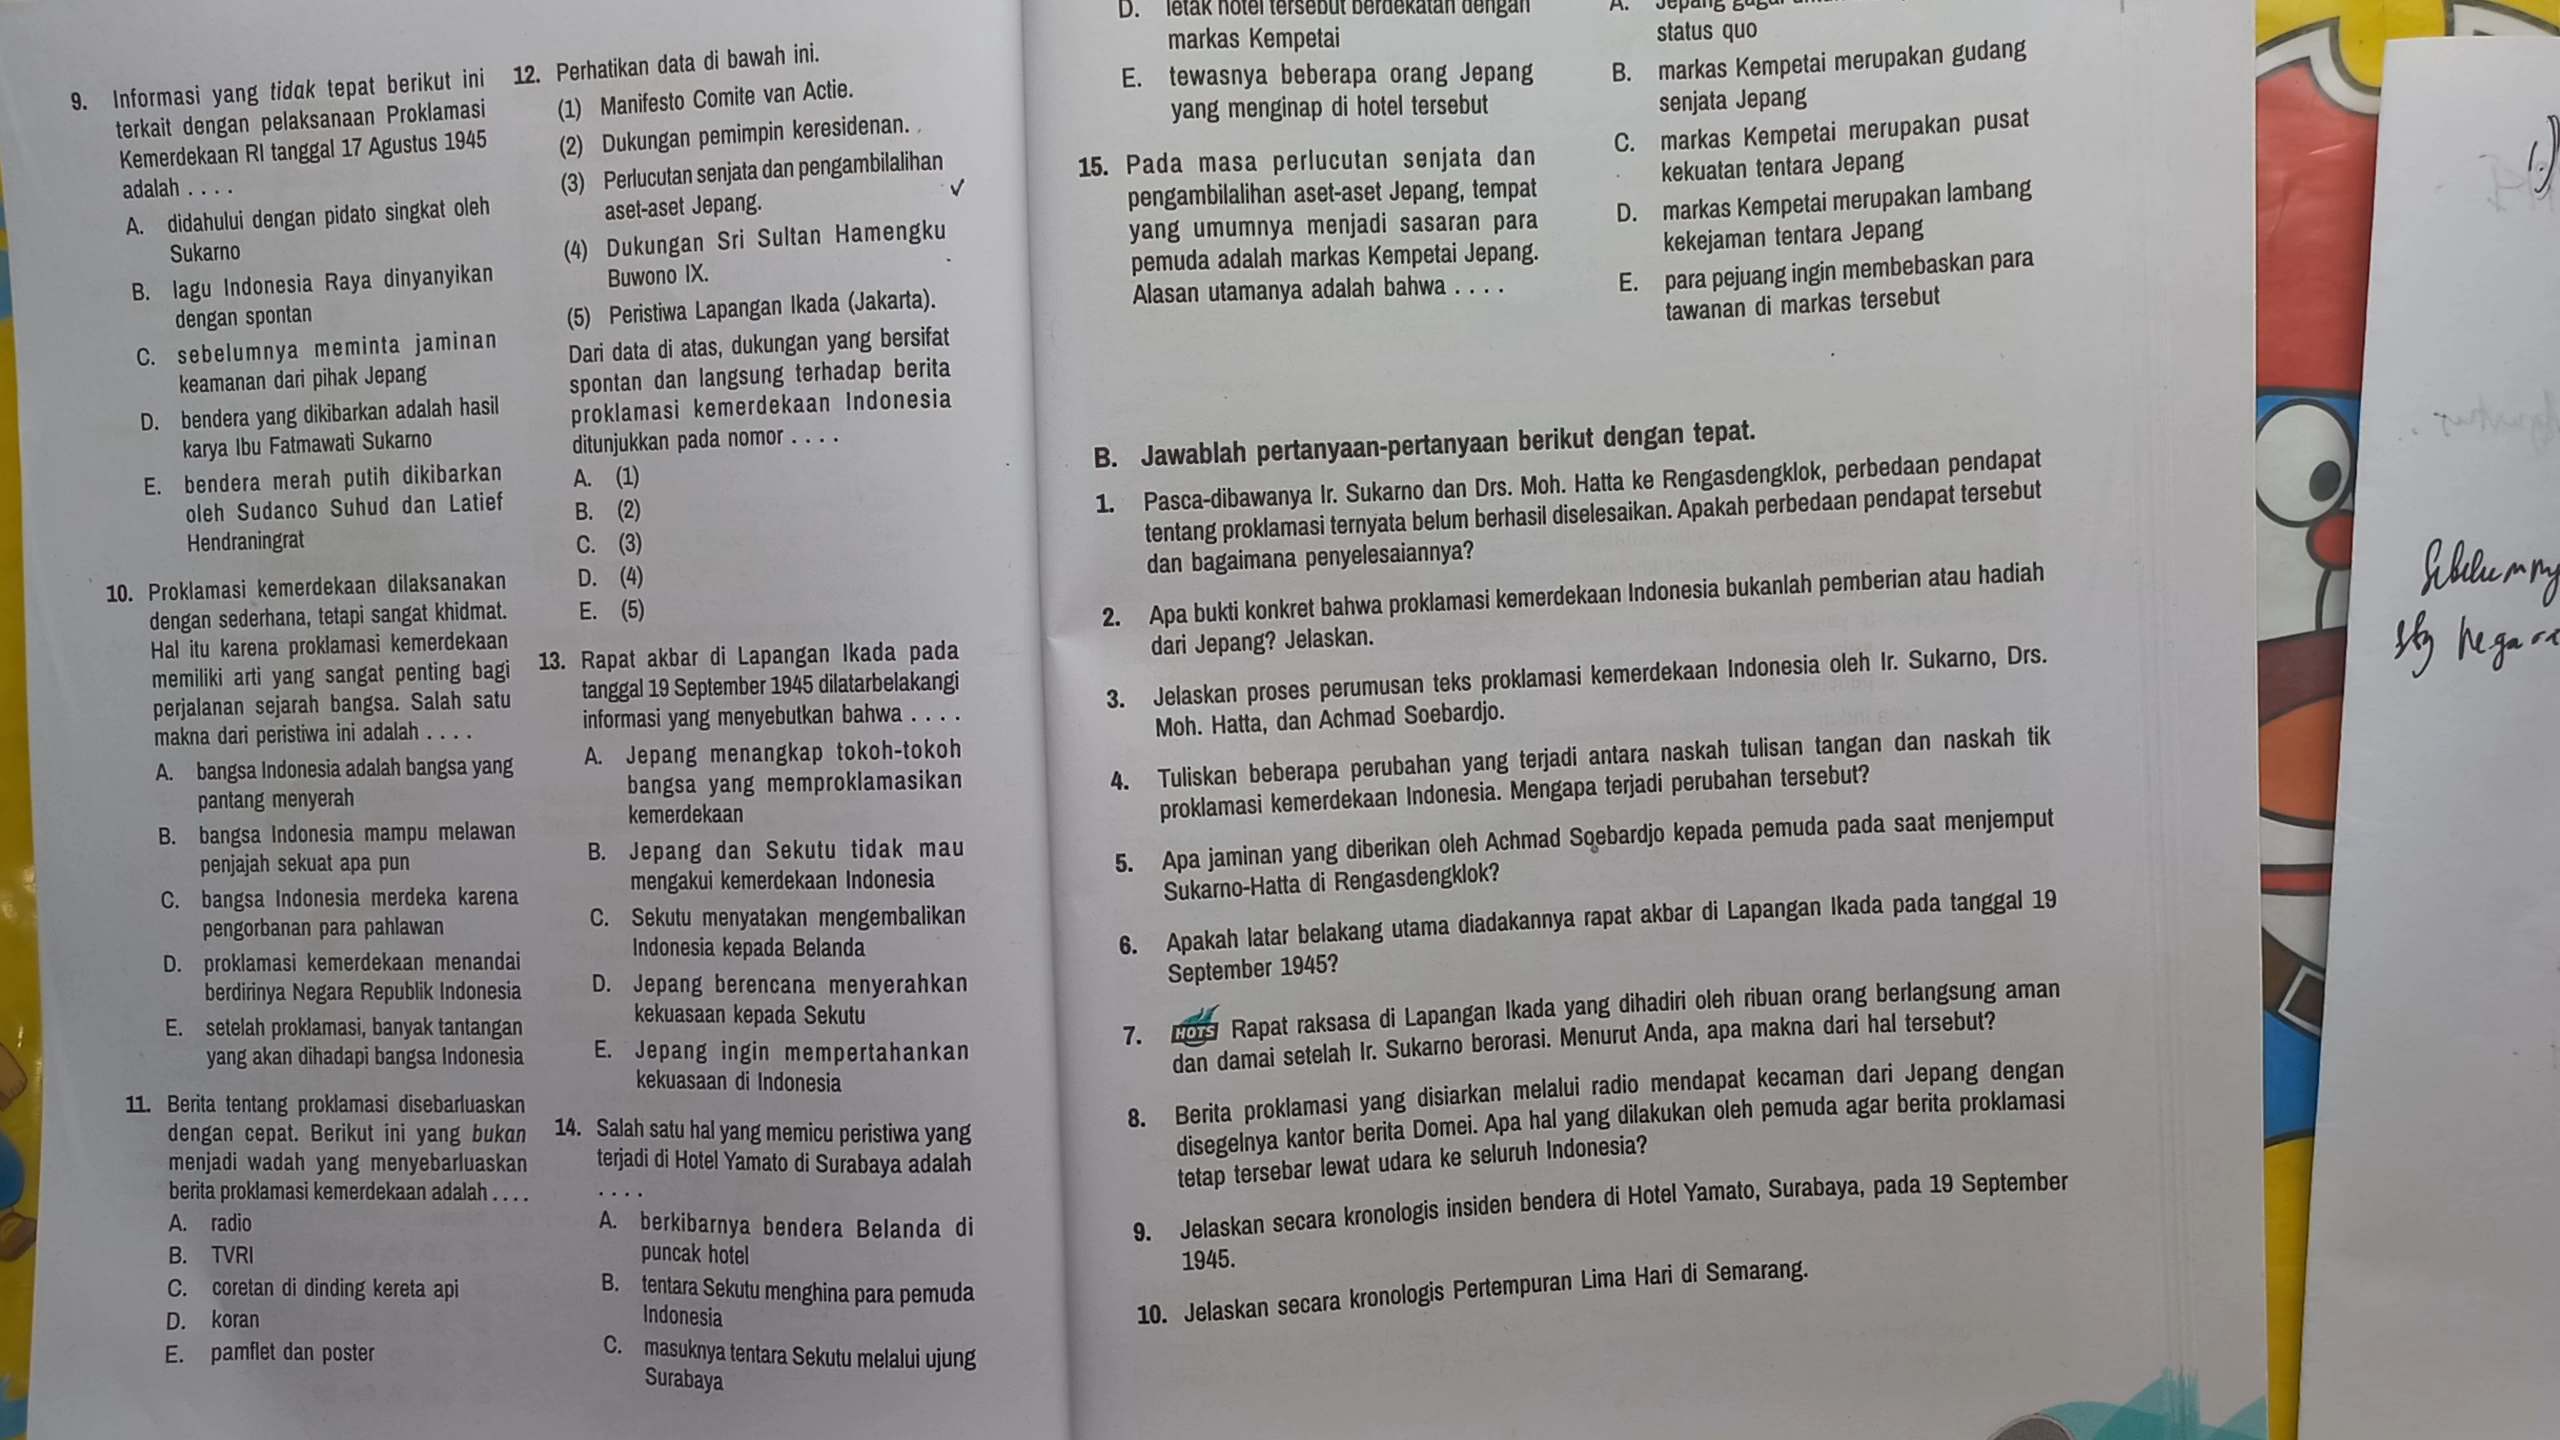 9. Informasi yang tidak tepat berikut ini
terkait dengan pelaksanaan Proklamasi
Kemerdekaan RI tanggal 17 Agustus 1945
adalah . . . .
A. didahului dengan pidato singkat oleh
Sukarno
B. lagu Indonesia Raya dinyanyikan
dengan spontan
C. sebelumnya meminta jaminan
keamanan dari pihak Jepang
D. bendera yang dikibarkan adalah hasil
karya Ibu Fatmawati Sukarno
E. bendera merah putih dikibarkan
oleh Sudanco Suhud dan Latief
Hendraningrat
10. Proklamasi kemerdekaan dilaksanakan
dengan sederhana, tetapi sangat khidmat.
Hal itu karena proklamasi kemerdekaan
memiliki arti yang sangat penting bagi
perjalanan sejarah bangsa. Salah satu
makna dari peristiwa ini adalah . . . .
A. bangsa Indonesia adalah bangsa yang
pantang menyerah
B. bangsa Indonesia mampu melawan
penjajah sekuat apa pun
C. bangsa Indonesia merdeka karena
pengorbanan para pahlawan
D. proklamasi kemerdekaan menandai
berdirinya Negara Republik Indonesia
E. setelah proklamasi, banyak tantangan
yang akan dihadapi bangsa Indonesia
11. Berita tentang proklamasi disebarluaskan
dengan cepat. Berikut ini yang bukan
menjadi wadah yang menyebarluaskan
berita proklamasi kemerdekaan adalah . . . .
A. radio
B. TVRI
C. coretan di dinding kereta api
D. koran
E. pamflet dan poster
12. Perhatikan data di bawah ini.
(1) Manifesto Comite van Actie.
(2) Dukungan pemimpin keresidenan.
(3) Perlucutan senjata dan pengambilalihan
aset-aset Jepang.
(4) Dukungan Sri Sultan Hamengku
Buwono IX.
(5) Peristiwa Lapangan Ikada (Jakarta).
Dari data di atas, dukungan yang bersifat
spontan dan langsung terhadap berita
proklamasi kemerdekaan Indonesia
ditunjukkan pada nomor . . . .
A. (1)
B. (2)
C. (3)
D. (4)
E. (5)
13. Rapat akbar di Lapangan Ikada pada
tanggal 19 September 1945 dilatarbelakangi
informasi yang menyebutkan bahwa . . . .
A. Jepang menangkap tokoh-tokoh
bangsa yang memproklamasikan
kemerdekaan
B. Jepang dan Sekutu tidak mau
mengakui kemerdekaan Indonesia
C. Sekutu menyatakan mengembalikan
Indonesia kepada Belanda
D. Jepang berencana menyerahkan
kekuasaan kepada Sekutu
E. Jepang ingin mempertahankan
kekuasaan di Indonesia
14. Salah satu hal yang memicu peristiwa yang
terjadi di Hotel Yamato di Surabaya adalah
. . . .
A. berkibarnya bendera Belanda di
puncak hotel
B. tentara Sekutu menghina para pemuda
Indonesia
C. masuknya tentara Sekutu melalui ujung
Surabaya
D. letak hotel tersebut berdekatan dengan
markas Kempetai
E. tewasnya beberapa orang Jepang
yang menginap di hotel tersebut
15. Pada masa perlucutan senjata dan
pengambilalihan aset-aset Jepang, tempat
yang umumnya menjadi sasaran para
pemuda adalah markas Kempetai Jepang.
Alasan utamanya adalah bahwa . . . .
A. Jepang
status quo
B. markas Kempetai merupakan gudang
senjata Jepang
C. markas Kempetai merupakan pusat
kekuatan tentara Jepang
D. markas Kempetai merupakan lambang
kekejaman tentara Jepang
E. para pejuang ingin membebaskan para
tawanan di markas tersebut
B. Jawablah pertanyaan-pertanyaan berikut dengan tepat.
1. Pasca-dibawanya Ir. Sukarno dan Drs. Moh. Hatta ke Rengasdengklok, perbedaan pendapat
tentang proklamasi ternyata belum berhasil diselesaikan. Apakah perbedaan pendapat tersebut
dan bagaimana penyelesaiannya?
2. Apa bukti konkret bahwa proklamasi kemerdekaan Indonesia bukanlah pemberian atau hadiah
dari Jepang? Jelaskan.
3. Jelaskan proses perumusan teks proklamasi kemerdekaan Indonesia oleh Ir. Sukarno, Drs.
Moh. Hatta, dan Achmad Soebardjo.
4. Tuliskan beberapa perubahan yang terjadi antara naskah tulisan tangan dan naskah tik
proklamasi kemerdekaan Indonesia. Mengapa terjadi perubahan tersebut?
5. Apa jaminan yang diberikan oleh Achmad Soebardjo kepada pemuda pada saat menjemput
Sukarno-Hatta di Rengasdengklok?
6. Apakah latar belakang utama diadakannya rapat akbar di Lapangan Ikada pada tanggal 19
September 1945?
7. HOTS Rapat raksasa di Lapangan Ikada yang dihadiri oleh ribuan orang berlangsung aman
dan damai setelah Ir. Sukarno berorasi. Menurut Anda, apa makna dari hal tersebut?
8. Berita proklamasi yang disiarkan melalui radio mendapat kecaman dari Jepang dengan
disegelnya kantor berita Domei. Apa hal yang dilakukan oleh pemuda agar berita proklamasi
tetap tersebar lewat udara ke seluruh Indonesia?
9. Jelaskan secara kronologis insiden bendera di Hotel Yamato, Surabaya, pada 19 September
1945.
10. Jelaskan secara kronologis Pertempuran Lima Hari di Semarang.